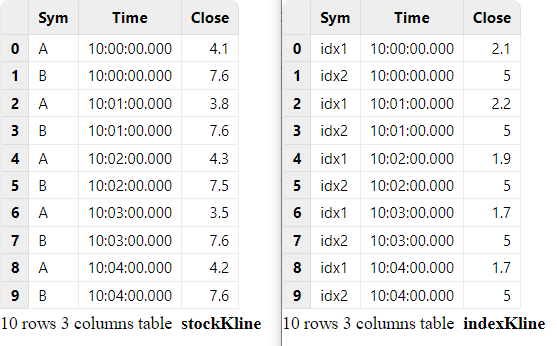 Sym Time Close
0 A 10:00:00.000 4.1
1 B 10:00:00.000 7.6
2 A 10:01:00.000 3.8
3 B 10:01:00.000 7.6
4 A 10:02:00.000 4.3
5 B 10:02:00.000 7.5
6 A 10:03:00.000 3.5
7 B 10:03:00.000 7.6
8 A 10:04:00.000 4.2
9 B 10:04:00.000 7.6
10 rows 3 columns table stockKline
Sym Time Close
0 idx1 10:00:00.000 2.1
1 idx2 10:00:00.000 5
2 idx1 10:01:00.000 2.2
3 idx2 10:01:00.000 5
4 idx1 10:02:00.000 1.9
5 idx2 10:02:00.000 5
6 idx1 10:03:00.000 1.7
7 idx2 10:03:00.000 5
8 idx1 10:04:00.000 1.7
9 idx2 10:04:00.000 5
10 rows 3 columns table indexKline